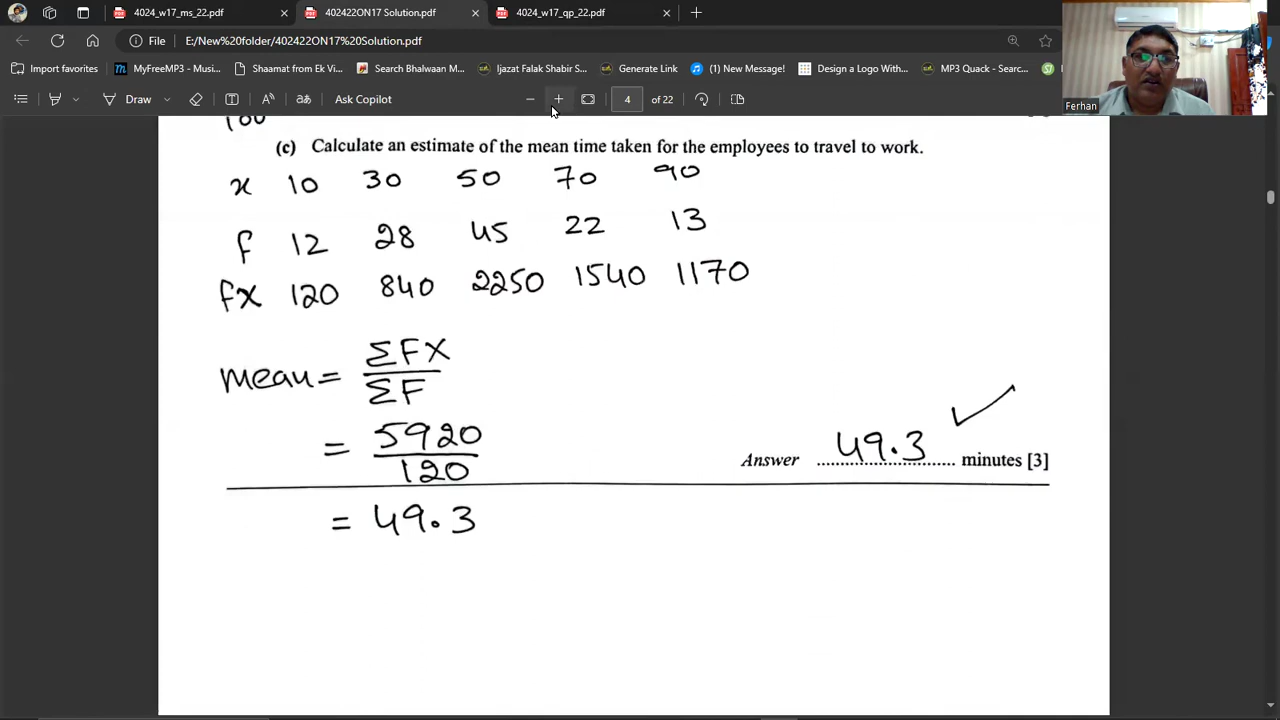 4024_w17_ms_22.pdf
402422ON17 Solution.pdf
4024_w17_qp_22.pdf
File E:/New%20folder/402422ON17%20Solution.pdf
Import favorites
MyFreeMP3 - Musi...
Shaamat from Ek Vi...
Search Bhalwaan M...
Ijazat Falak Shabir S...
Generate Link
(1) New Message!
Design a Logo With...
MP3 Quack - Searc...
Draw
aあ
Ask Copilot
4 of 22
Ferhan
100
(c) Calculate an estimate of the mean time taken for the employees to travel to work.
x 10 30 50 70 90
f 12 28 45 22 13
fx 120 840 2250 1540 1170
mean = ΣFX
ΣF
= 5920
120
Answer 49.3 minutes [3]
= 49.3